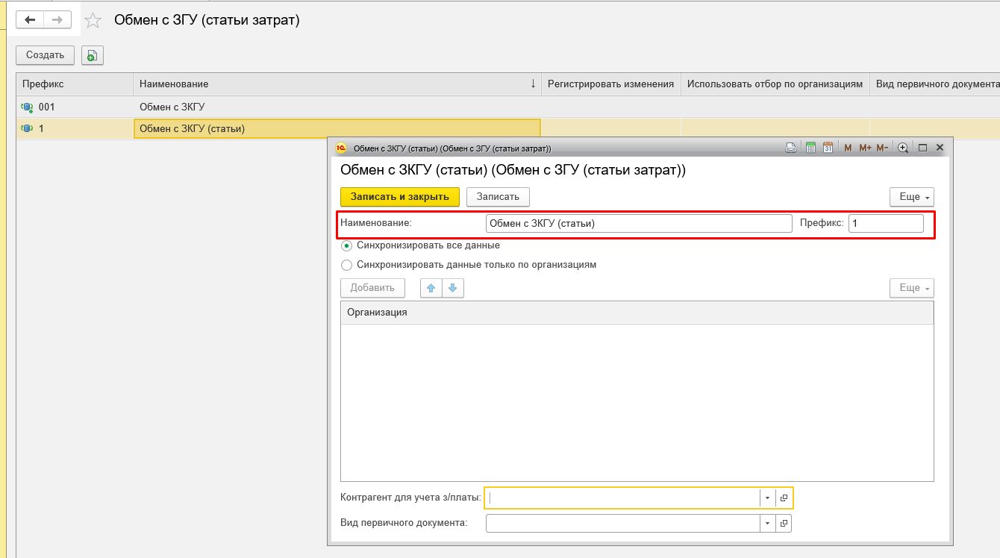 Обмен с ЗГУ (статьи затрат)
Создать
Префикс Наименование ↓ Регистрировать изменения Использовать отбор по организациям Вид первичного документа
001 Обмен с ЗКГУ
1 Обмен с ЗКГУ (статьи)
1С Обмен с ЗКГУ (статьи) (Обмен с ЗГУ (статьи затрат)) 31 M M+ M-
Обмен с ЗКГУ (статьи) (Обмен с ЗГУ (статьи затрат))
Записать и закрыть Записать Еще
Наименование: Обмен с ЗКГУ (статьи) Префикс: 1
Синхронизировать все данные
Синхронизировать данные только по организациям
Добавить Еще
Организация
Контрагент для учета з/платы:
Вид первичного документа: